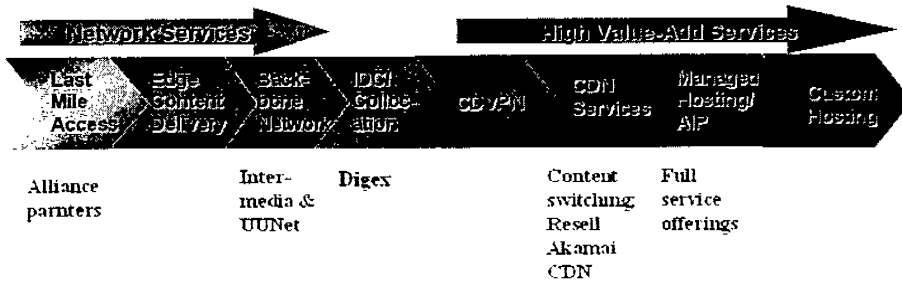 Network Services
High Value-Add Services
Last
Mile
Access
Edge
Content
Delivery
Back-
bone
Network
IDC/
Colloc-
ation
CDVPN
CDN
Services
Managed
Hosting/
AIP
Custom
Hosting
Alliance
parnters
Inter-
media &
UUNet
Digex
Content
switching;
Resell
Akamai
CDN
Full
service
offerings